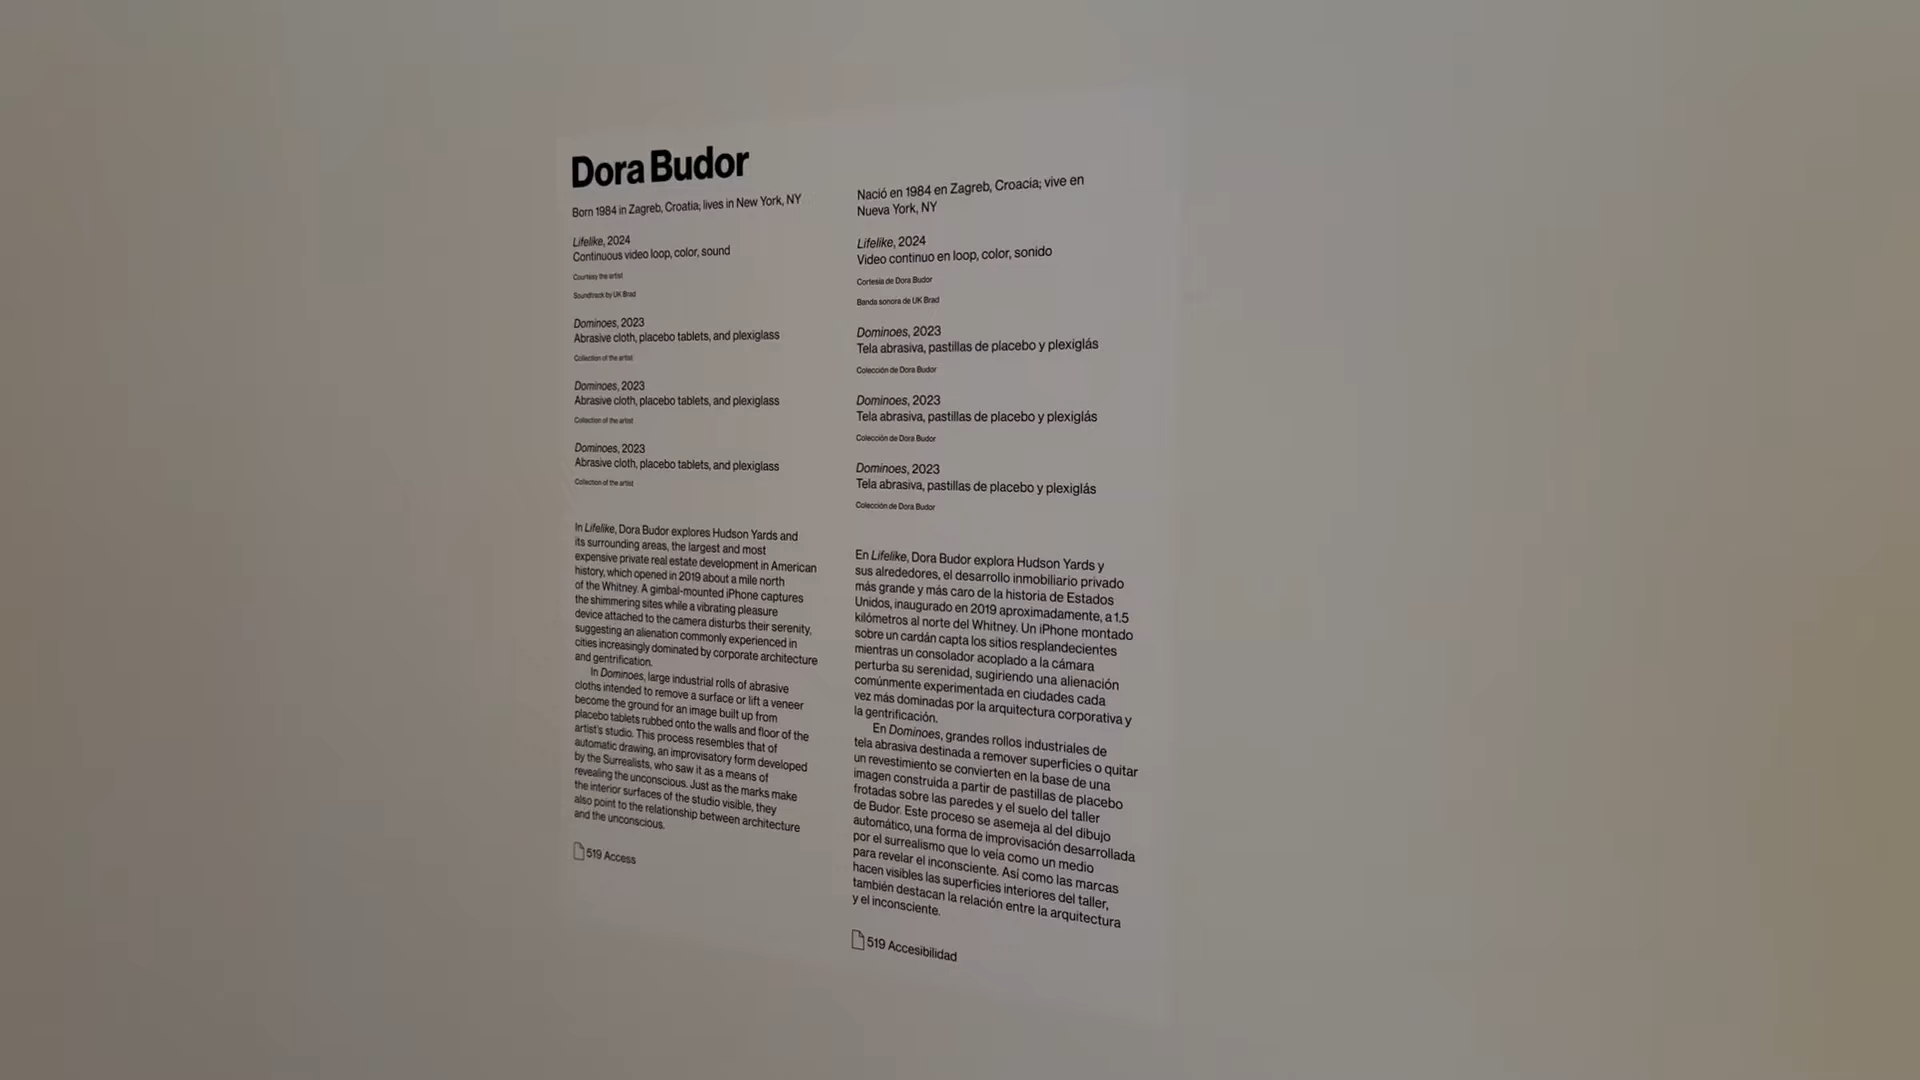 Dora Budor
Born 1984 in Zagreb, Croatia; lives in New York, NY
Lifelike, 2024
Continuous video loop, color, sound
Courtesy the artist
Soundtrack by UK Brad
Dominoes, 2023
Abrasive cloth, placebo tablets, and plexiglass
Collection of the artist
Dominoes, 2023
Abrasive cloth, placebo tablets, and plexiglass
Collection of the artist
Dominoes, 2023
Abrasive cloth, placebo tablets, and plexiglass
Collection of the artist
In Lifelike, Dora Budor explores Hudson Yards and
its surrounding areas, the largest and most
expensive private real estate development in American
history, which opened in 2019 about a mile north
of the Whitney. A gimbal-mounted iPhone captures
the shimmering sites while a vibrating pleasure
device attached to the camera disturbs their serenity,
suggesting an alienation commonly experienced in
cities increasingly dominated by corporate architecture
and gentrification.
In Dominoes, large industrial rolls of abrasive
cloths intended to remove a surface or lift a veneer
become the ground for an image built up from
placebo tablets rubbed onto the walls and floor of the
artist's studio. This process resembles that of
automatic drawing, an improvisatory form developed
by the Surrealists, who saw it as a means of
revealing the unconscious. Just as the marks make
the interior surfaces of the studio visible, they
also point to the relationship between architecture
and the unconscious.
519 Access
Nació en 1984 en Zagreb, Croacia; vive en
Nueva York, NY
Lifelike, 2024
Video continuo en loop, color, sonido
Cortesía de Dora Budor
Banda sonora de UK Brad
Dominoes, 2023
Tela abrasiva, pastillas de placebo y plexiglás
Colección de Dora Budor
Dominoes, 2023
Tela abrasiva, pastillas de placebo y plexiglás
Colección de Dora Budor
Dominoes, 2023
Tela abrasiva, pastillas de placebo y plexiglás
Colección de Dora Budor
En Lifelike, Dora Budor explora Hudson Yards y
sus alrededores, el desarrollo inmobiliario privado
más grande y más caro de la historia de Estados
Unidos, inaugurado en 2019 aproximadamente, a 1.5
kilómetros al norte del Whitney. Un iPhone montado
sobre un cardán capta los sitios resplandecientes
mientras un consolador acoplado a la cámara
perturba su serenidad, sugiriendo una alienación
comúnmente experimentada en ciudades cada
vez más dominadas por la arquitectura corporativa y
la gentrificación.
En Dominoes, grandes rollos industriales de
tela abrasiva destinada a remover superficies o quitar
un revestimiento se convierten en la base de una
imagen construida a partir de pastillas de placebo
frotadas sobre las paredes y el suelo del taller
de Budor. Este proceso se asemeja al del dibujo
automático, una forma de improvisación desarrollada
por el surrealismo que lo veía como un medio
para revelar el inconsciente. Así como las marcas
hacen visibles las superficies interiores del taller,
también destacan la relación entre la arquitectura
y el inconsciente.
519 Accesibilidad